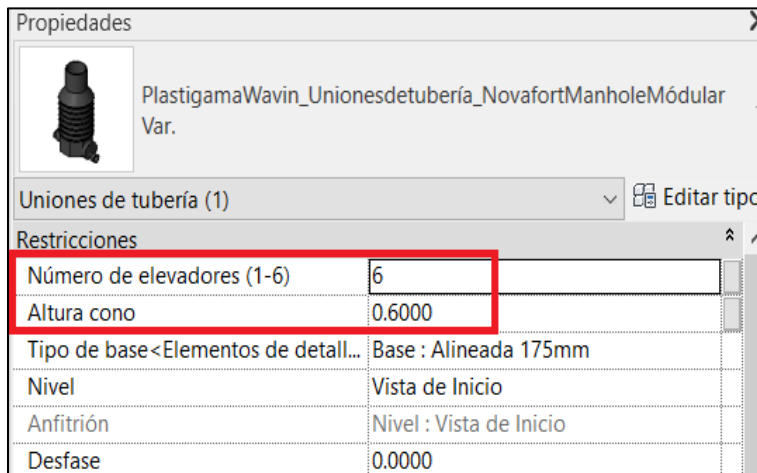 Propiedades
PlastigamaWavin_Unionesdetubería_NovafortManholeMódular
Var.
Uniones de tubería (1)
Editar tipo
Restricciones
Número de elevadores (1-6) 6
Altura cono 0.6000
Tipo de base<Elementos de detall... Base : Alineada 175mm
Nivel Vista de Inicio
Anfitrión Nivel : Vista de Inicio
Desfase 0.0000